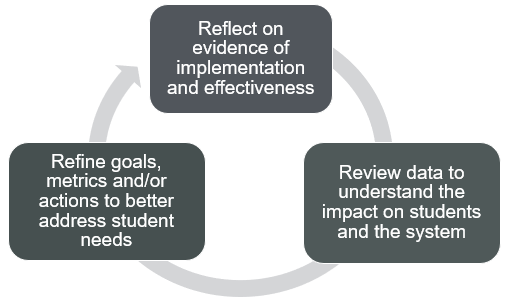 Reflect on
evidence of
implementation
and effectiveness
Review data to
understand the
impact on students
and the system
Refine goals,
metrics and/or
actions to better
address student
needs